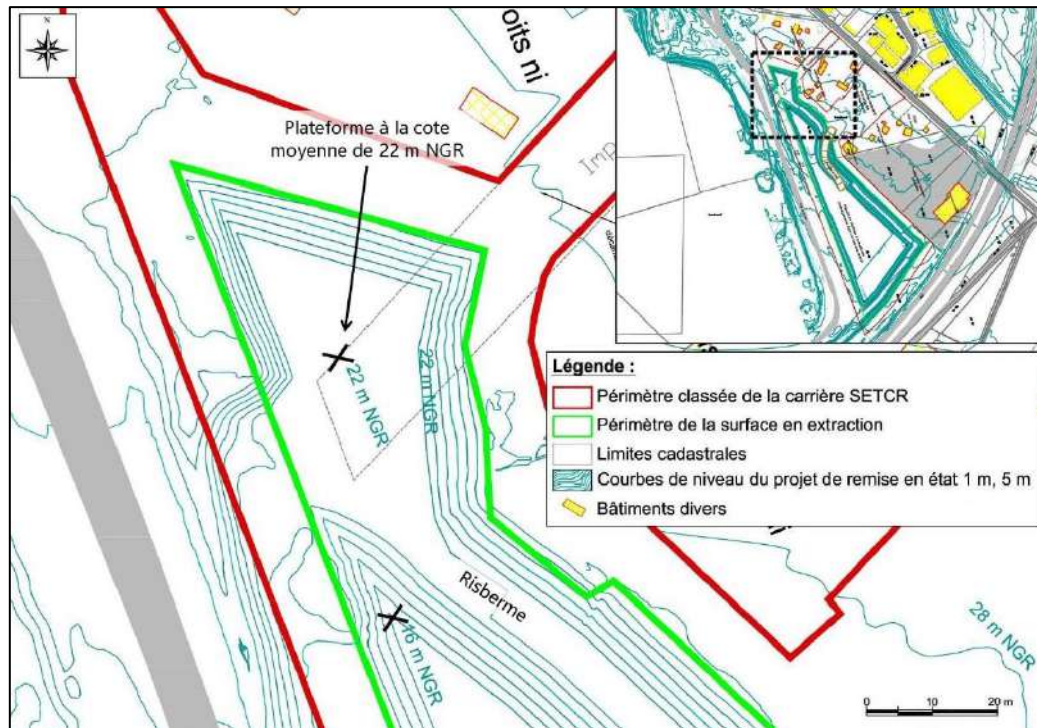 N
oits ni
Plateforme à la cote
moyenne de 22 m NGR
Imp
22 m NGR
22 m NGR
Risberme
16 m NGR
28 m NGR
Légende :
Périmètre classée de la carrière SETCR
Périmètre de la surface en extraction
Limites cadastrales
Courbes de niveau du projet de remise en état 1 m, 5 m
Bâtiments divers
0 10 20 m